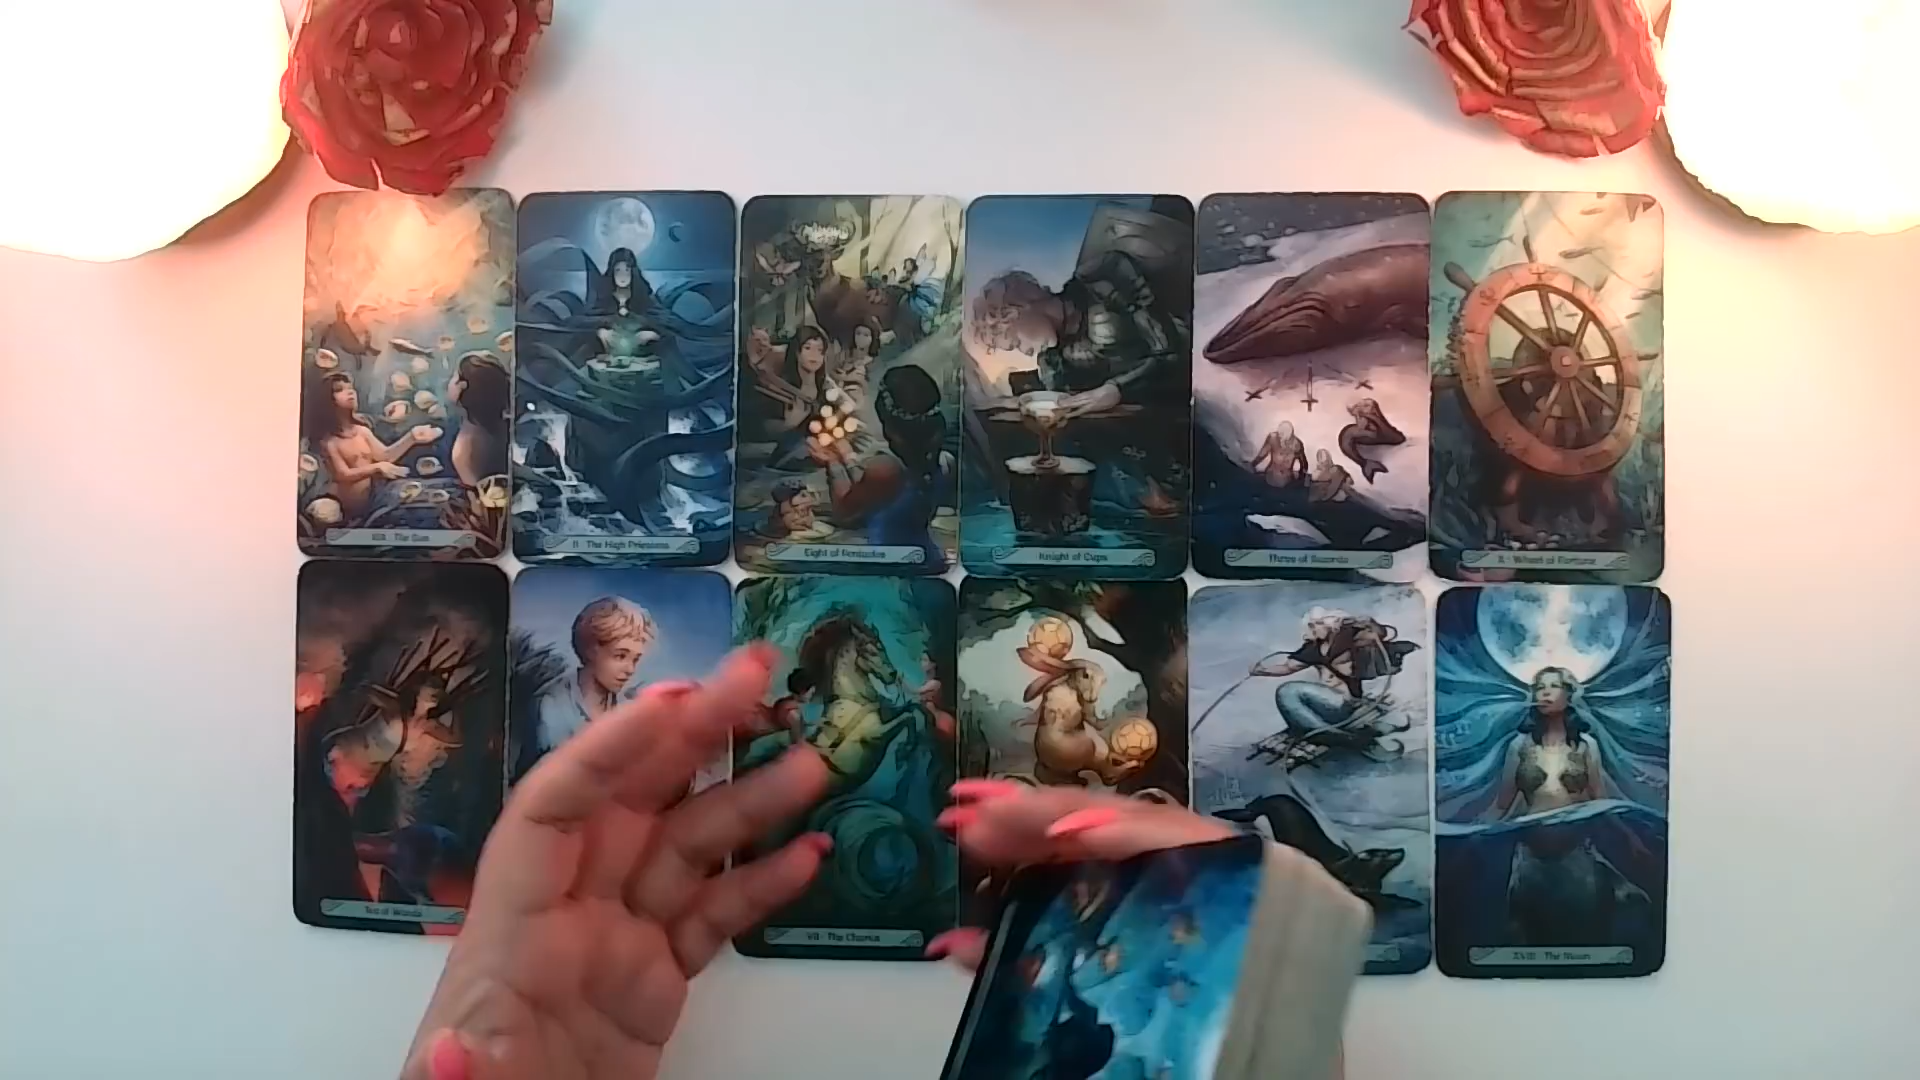 XIX · The Sun
II · The High Priestess
Eight of Pentacles
Knight of Cups
Three of Swords
X · Wheel of Fortune
Ten of Wands
VII · The Chariot
XVIII · The Moon